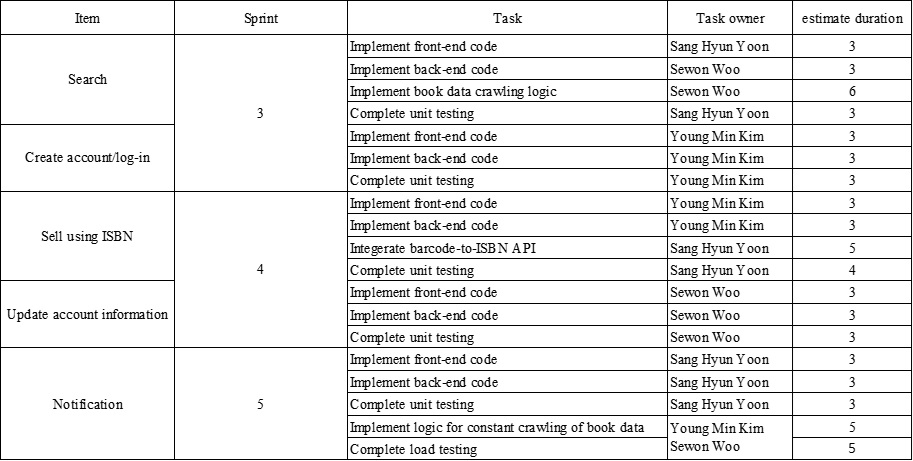 Item Sprint Task Task owner estimate duration
Search 3 Implement front-end code Sang Hyun Yoon 3
Implement back-end code Sewon Woo 3
Implement book data crawling logic Sewon Woo 6
Complete unit testing Sang Hyun Yoon 3
Create account/log-in Implement front-end code Young Min Kim 3
Implement back-end code Young Min Kim 3
Complete unit testing Young Min Kim 3
Sell using ISBN 4 Implement front-end code Young Min Kim 3
Implement back-end code Young Min Kim 3
Integerate barcode-to-ISBN API Sang Hyun Yoon 5
Complete unit testing Sang Hyun Yoon 4
Update account information Implement front-end code Sewon Woo 3
Implement back-end code Sewon Woo 3
Complete unit testing Sewon Woo 3
Notification 5 Implement front-end code Sang Hyun Yoon 3
Implement back-end code Sang Hyun Yoon 3
Complete unit testing Sang Hyun Yoon 3
Implement logic for constant crawling of book data Young Min Kim 5
Complete load testing Sewon Woo 5